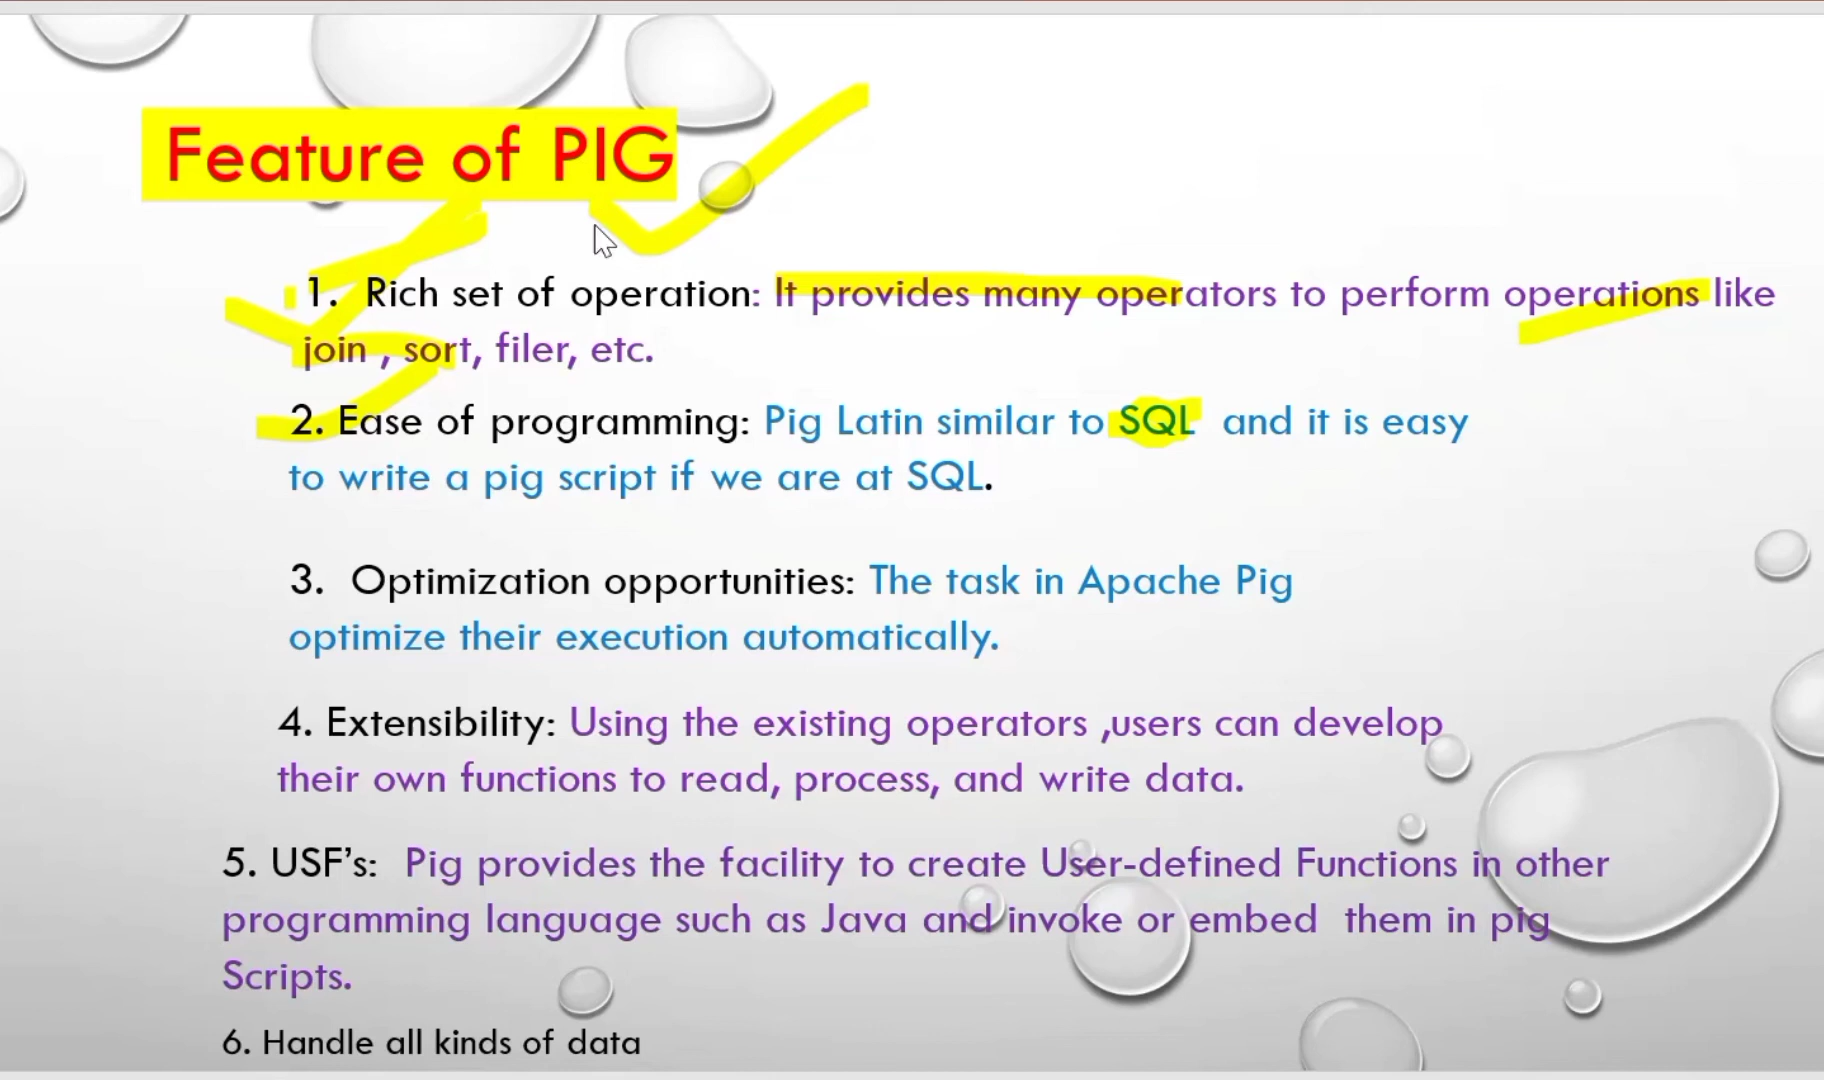 Feature of PIG
1. Rich set of operation: It provides many operators to perform operations like
join , sort, filer, etc.
2. Ease of programming: Pig Latin similar to SQL and it is easy
to write a pig script if we are at SQL.
3. Optimization opportunities: The task in Apache Pig
optimize their execution automatically.
4. Extensibility: Using the existing operators ,users can develop
their own functions to read, process, and write data.
5. USF's: Pig provides the facility to create User-defined Functions in other
programming language such as Java and invoke or embed them in pig
Scripts.
6. Handle all kinds of data